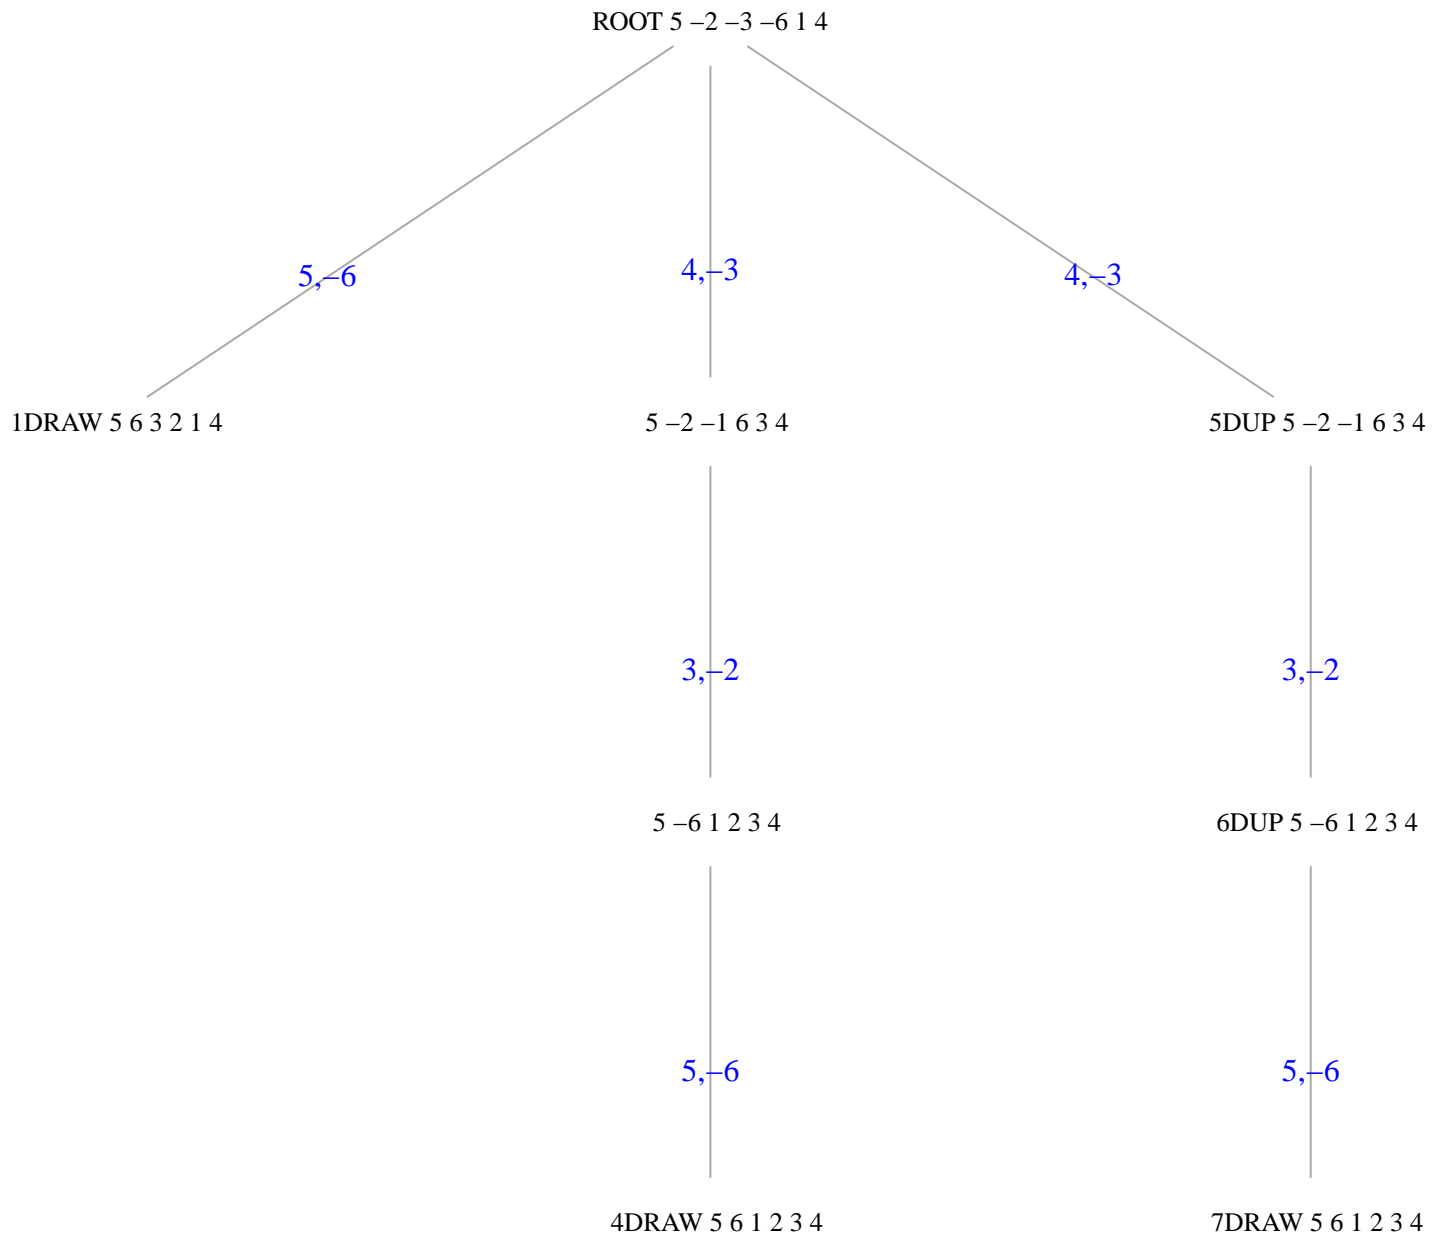 ROOT 5 –2 –3 –6 1 4
5,–6
4,–3
4,–3
1DRAW 5 6 3 2 1 4
5 –2 –1 6 3 4
5DUP 5 –2 –1 6 3 4
3,–2
3,–2
5 –6 1 2 3 4
6DUP 5 –6 1 2 3 4
5,–6
5,–6
4DRAW 5 6 1 2 3 4
7DRAW 5 6 1 2 3 4